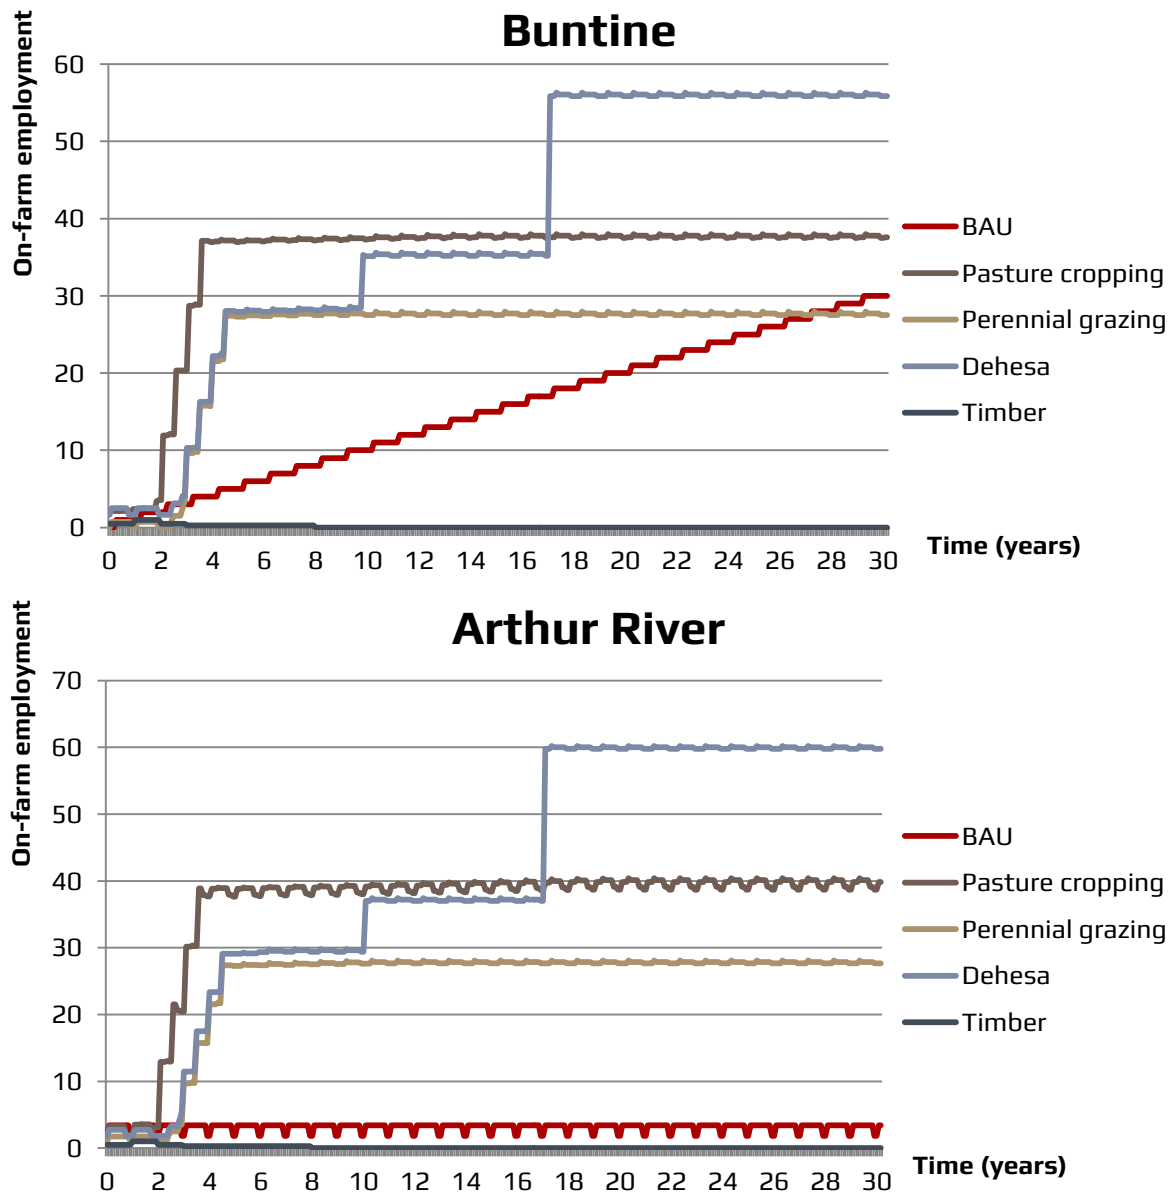 Buntine
On-farm employment
60
50
40
30
20
10
0
0 2 4 6 8 10 12 14 16 18 20 22 24 26 28 30
Time (years)
BAU
Pasture cropping
Perennial grazing
Dehesa
Timber
Arthur River
On-farm employment
70
60
50
40
30
20
10
0
0 2 4 6 8 10 12 14 16 18 20 22 24 26 28 30
Time (years)
BAU
Pasture cropping
Perennial grazing
Dehesa
Timber